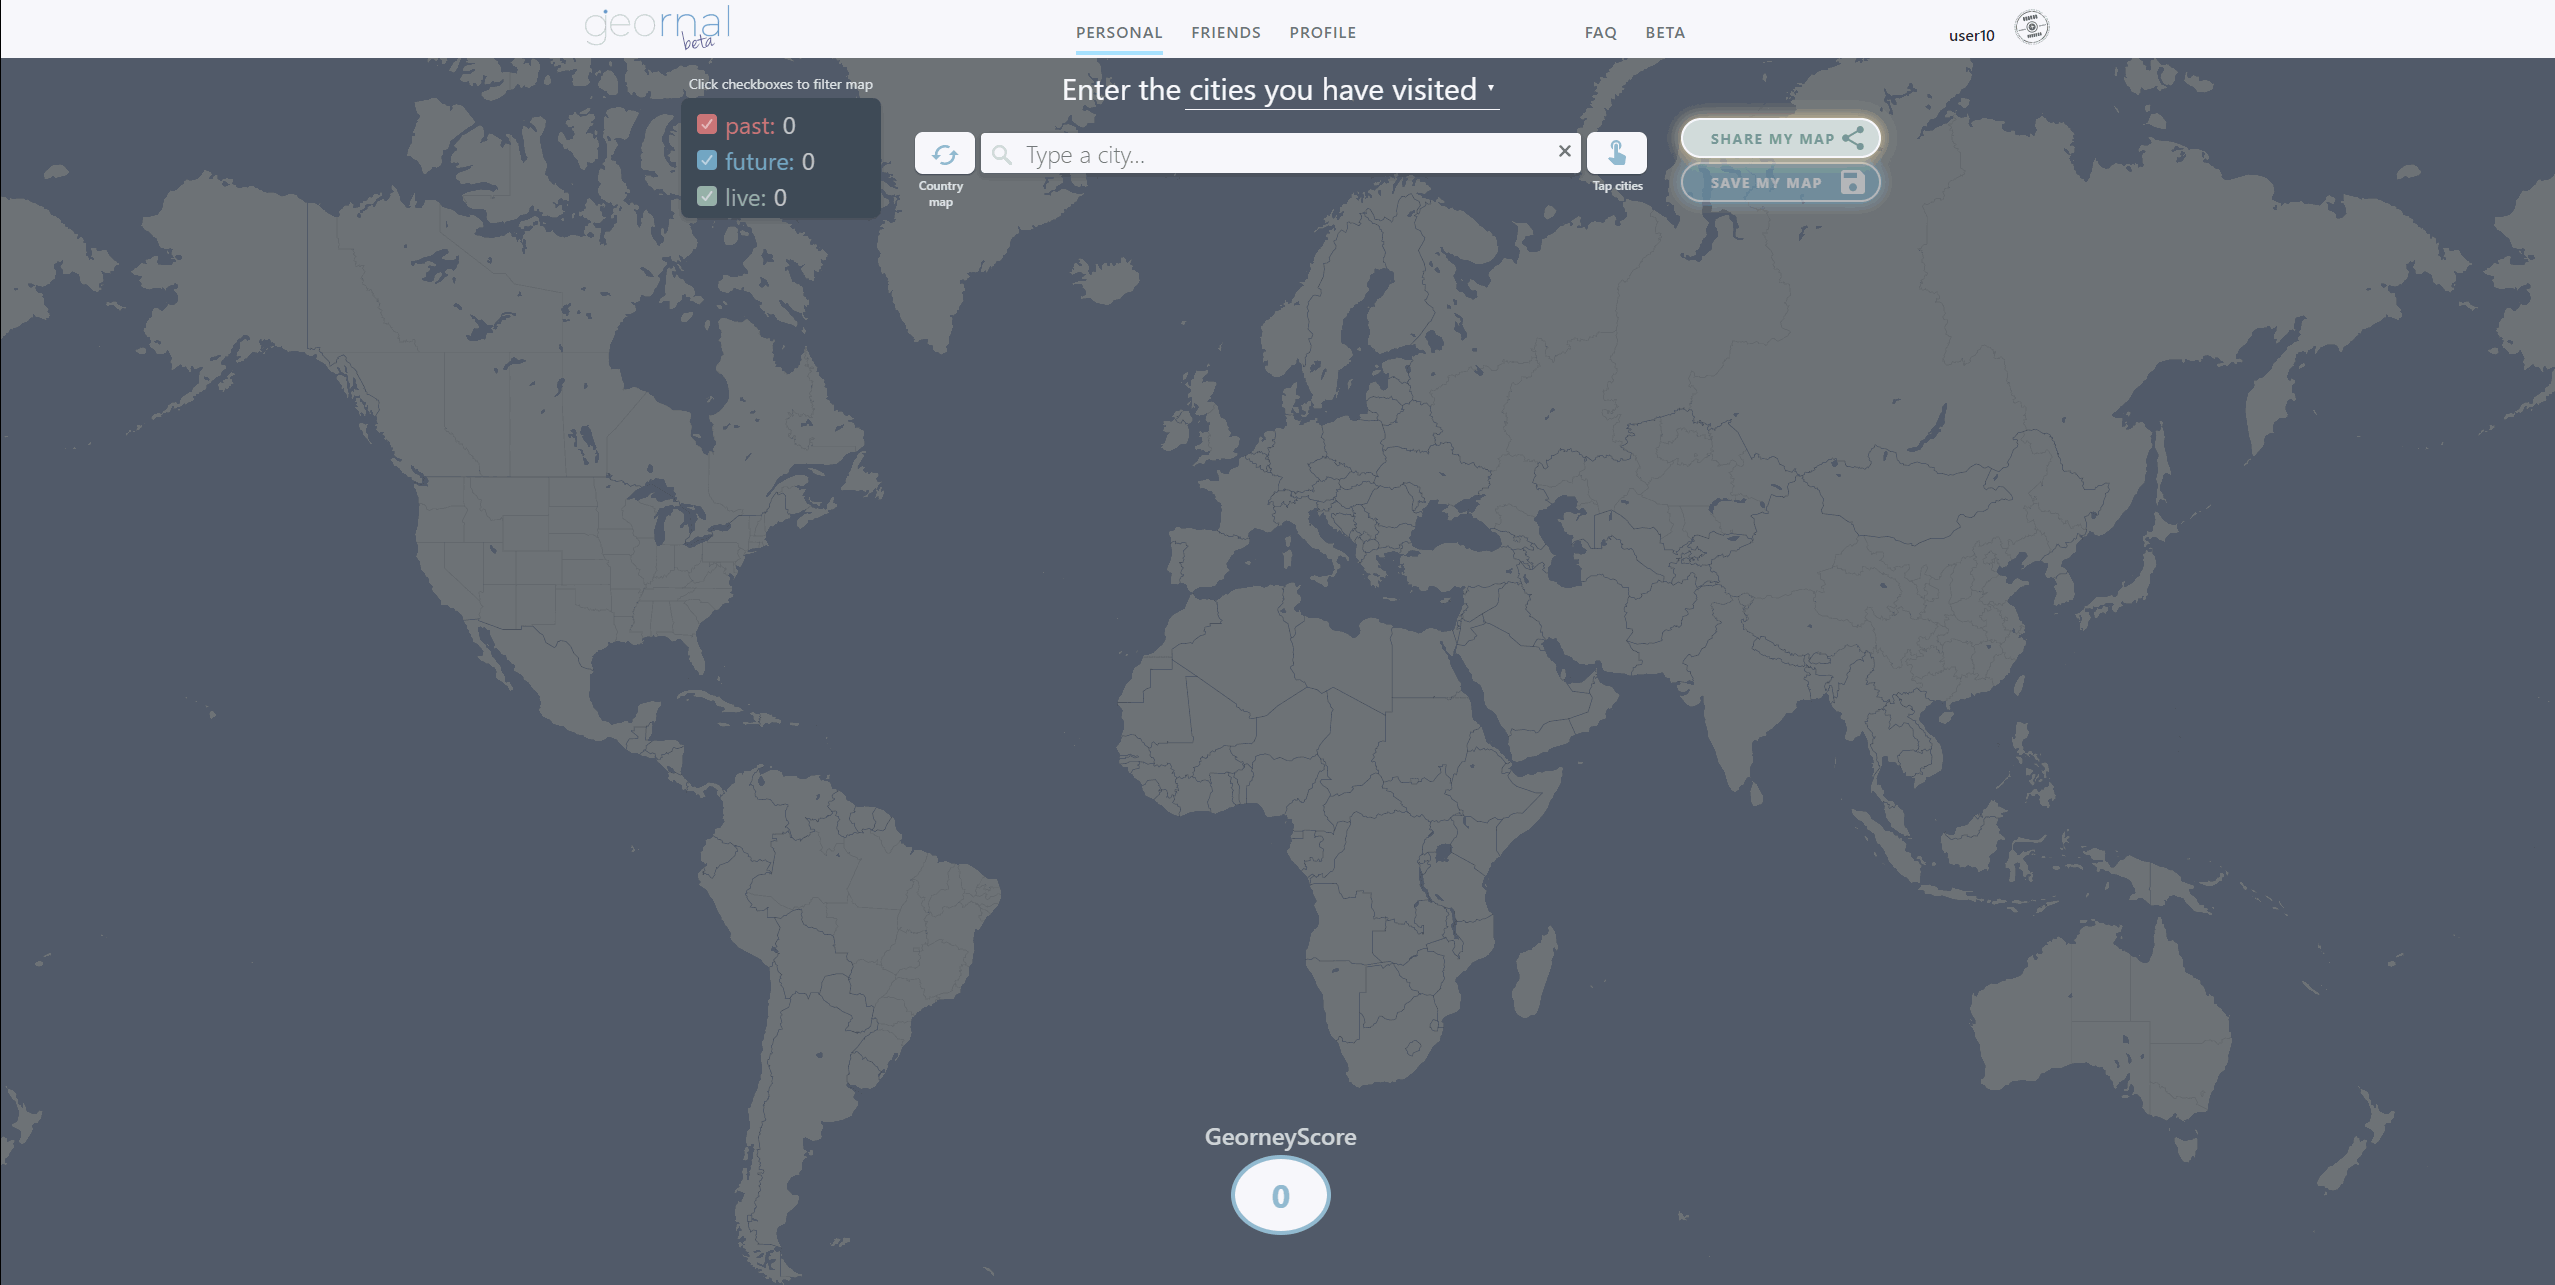 geornal
beta
PERSONAL FRIENDS PROFILE FAQ BETA user10
Click checkboxes to filter map
past: 0
future: 0
live: 0
Enter the cities you have visited
Type a city...
Country
map
Tap cities
SHARE MY MAP
SAVE MY MAP
GeorneyScore
0